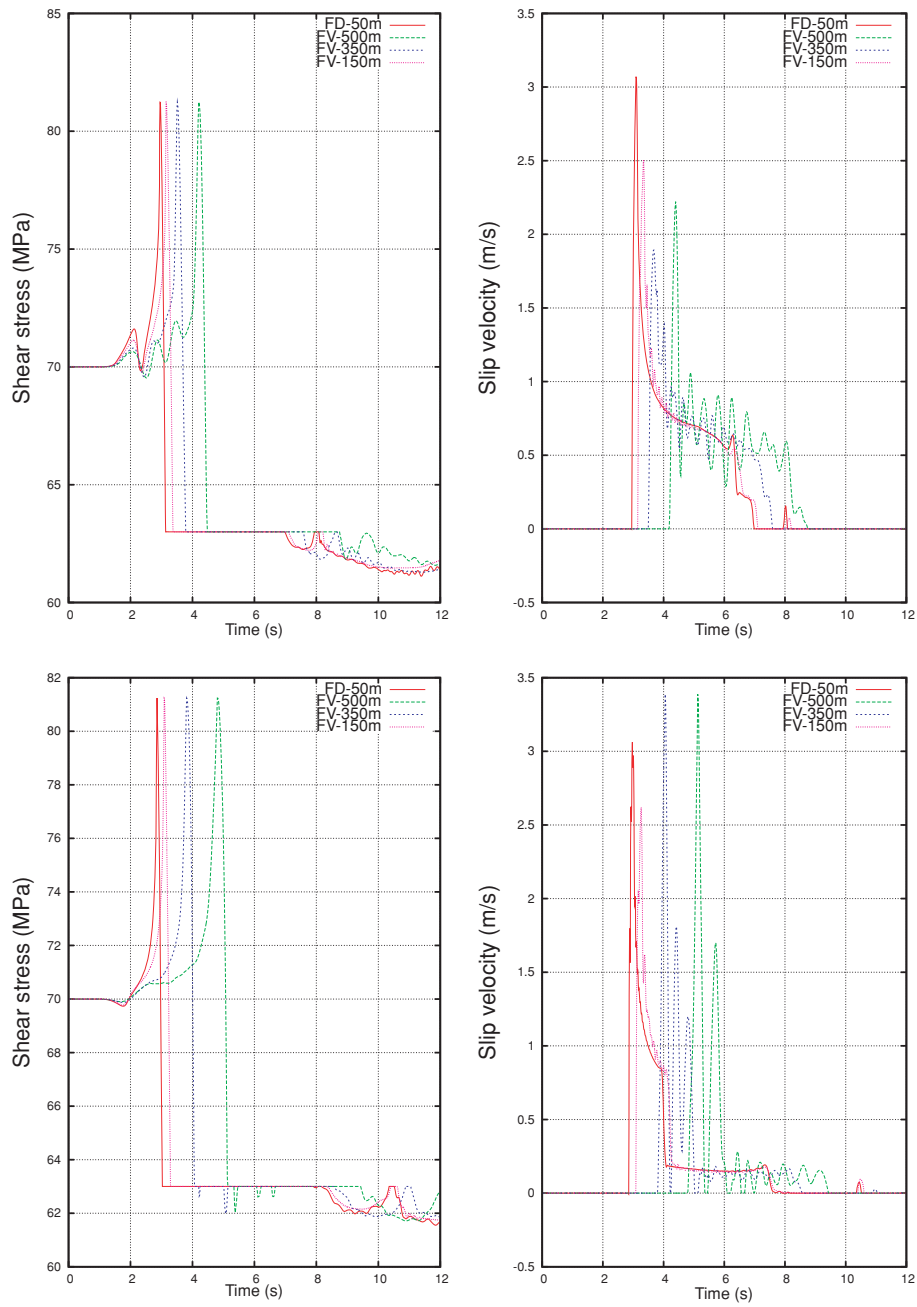 85
80
75
70
65
60
0 2 4 6 8 10 12
Shear stress (MPa)
Time (s)
FD-50m
FV-500m
FV-350m
FV-150m
3.5
3
2.5
2
1.5
1
0.5
0
-0.5
0 2 4 6 8 10 12
Slip velocity (m/s)
Time (s)
FD-50m
FV-500m
FV-350m
FV-150m
82
80
78
76
74
72
70
68
66
64
62
60
0 2 4 6 8 10 12
Shear stress (MPa)
Time (s)
FD-50m
FV-500m
FV-350m
FV-150m
3.5
3
2.5
2
1.5
1
0.5
0
-0.5
0 2 4 6 8 10 12
Slip velocity (m/s)
Time (s)
FD-50m
FV-500m
FV-350m
FV-150m